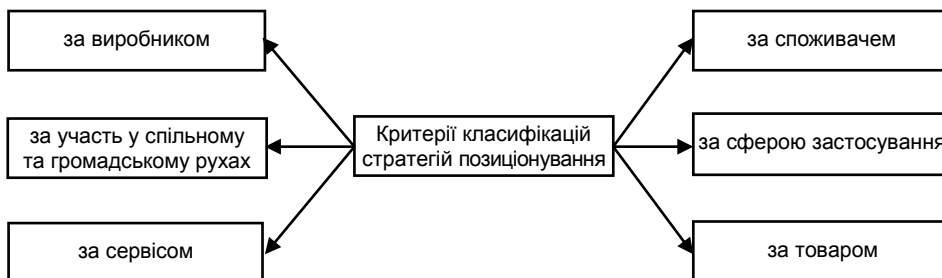 за виробником
за споживачем
за участь у спільному
та громадському рухах
Критерії класифікацій
стратегій позиціонування
за сферою застосування
за сервісом
за товаром